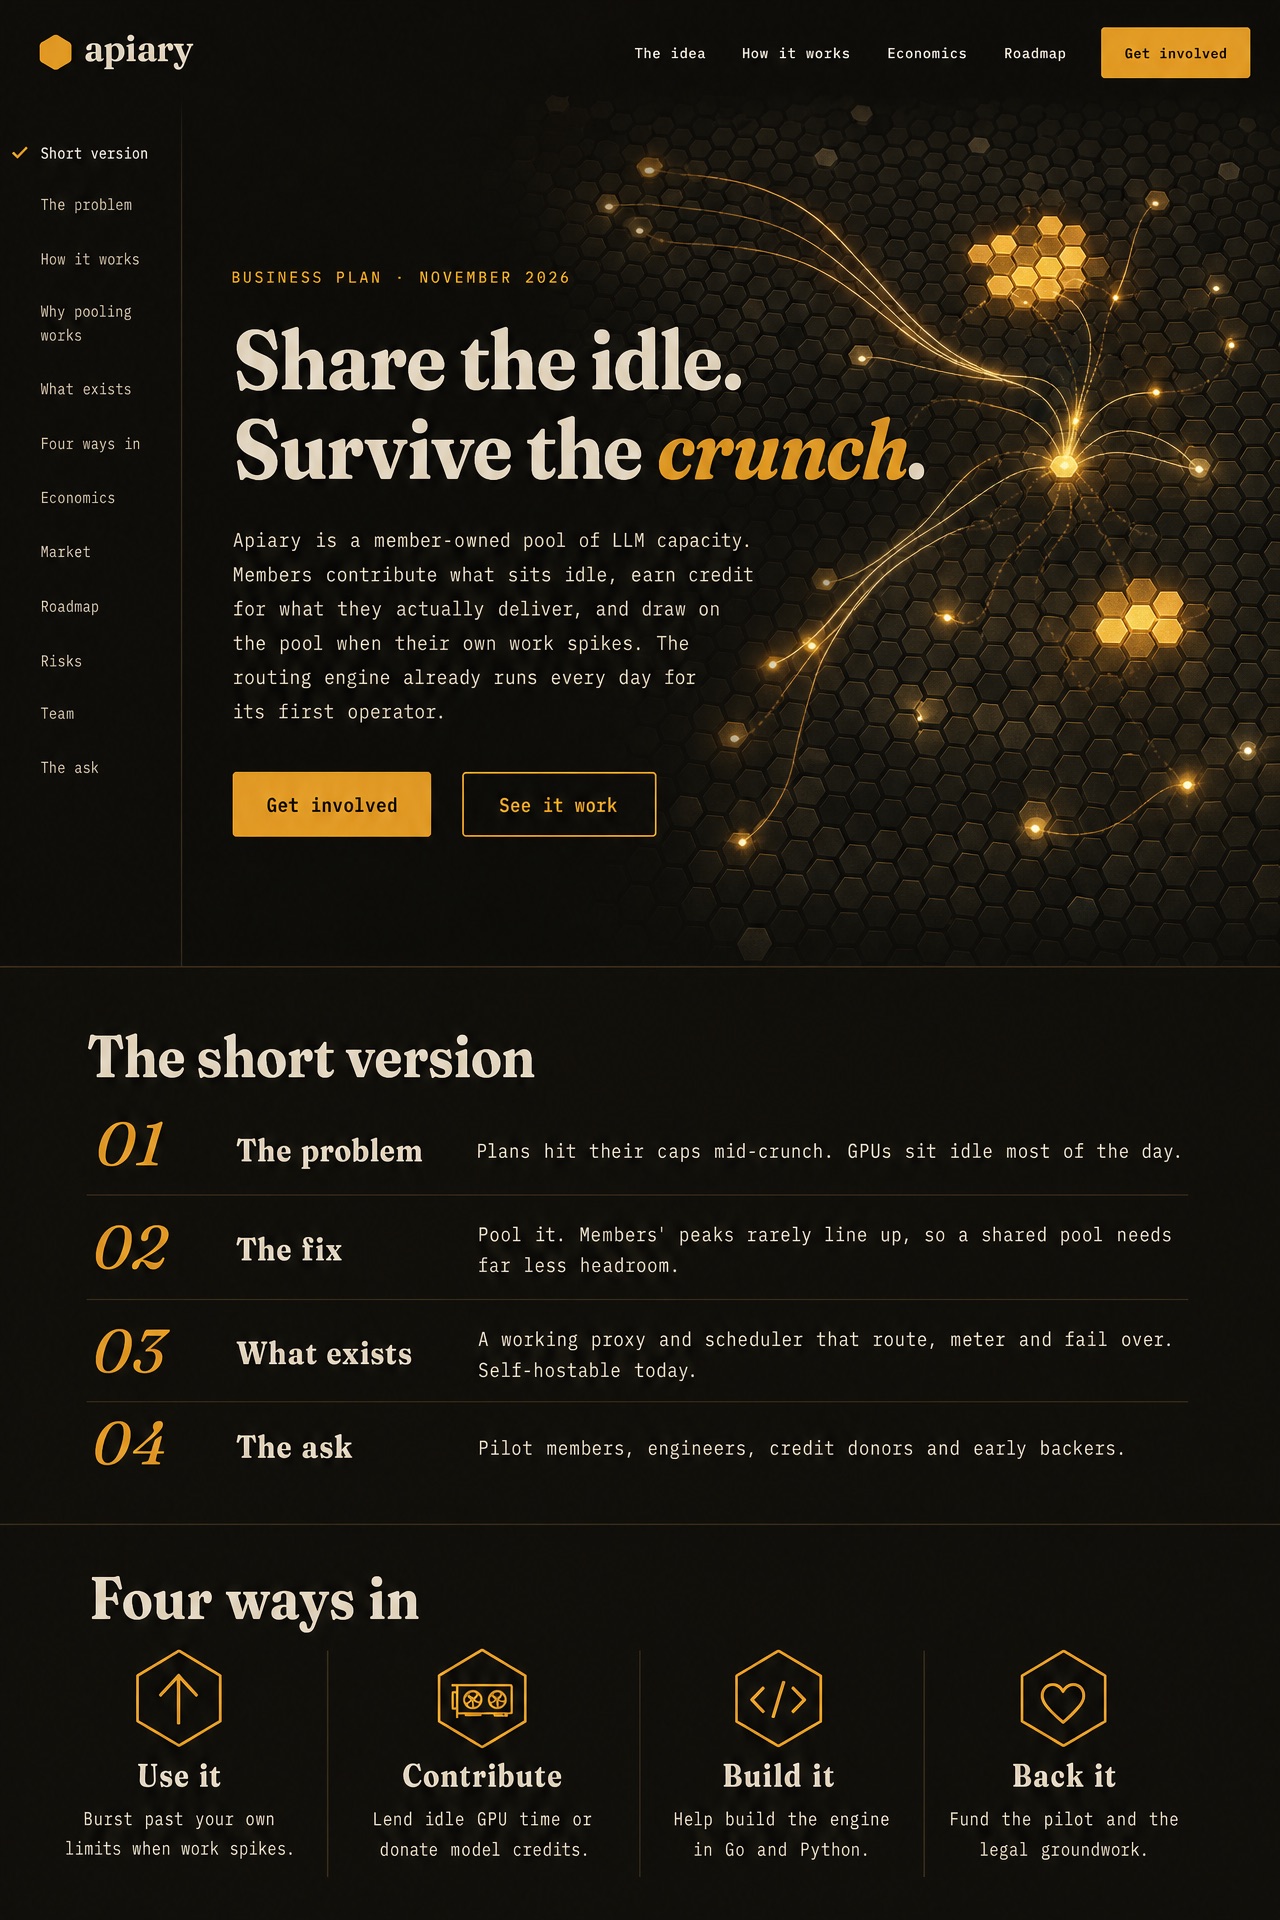 apiary
The idea
How it works
Economics
Roadmap
Get involved
Short version
The problem
How it works
Why pooling
works
What exists
Four ways in
Economics
Market
Roadmap
Risks
Team
The ask
BUSINESS PLAN · NOVEMBER 2026
Share the idle.
Survive the crunch.
Apiary is a member-owned pool of LLM capacity.
Members contribute what sits idle, earn credit
for what they actually deliver, and draw on
the pool when their own work spikes. The
routing engine already runs every day for
its first operator.
Get involved
See it work
The short version
01
The problem
Plans hit their caps mid-crunch. GPUs sit idle most of the day.
02
The fix
Pool it. Members' peaks rarely line up, so a shared pool needs
far less headroom.
03
What exists
A working proxy and scheduler that route, meter and fail over.
Self-hostable today.
04
The ask
Pilot members, engineers, credit donors and early backers.
Four ways in
Use it
Burst past your own
limits when work spikes.
Contribute
Lend idle GPU time or
donate model credits.
</>
Build it
Help build the engine
in Go and Python.
Back it
Fund the pilot and the
legal groundwork.